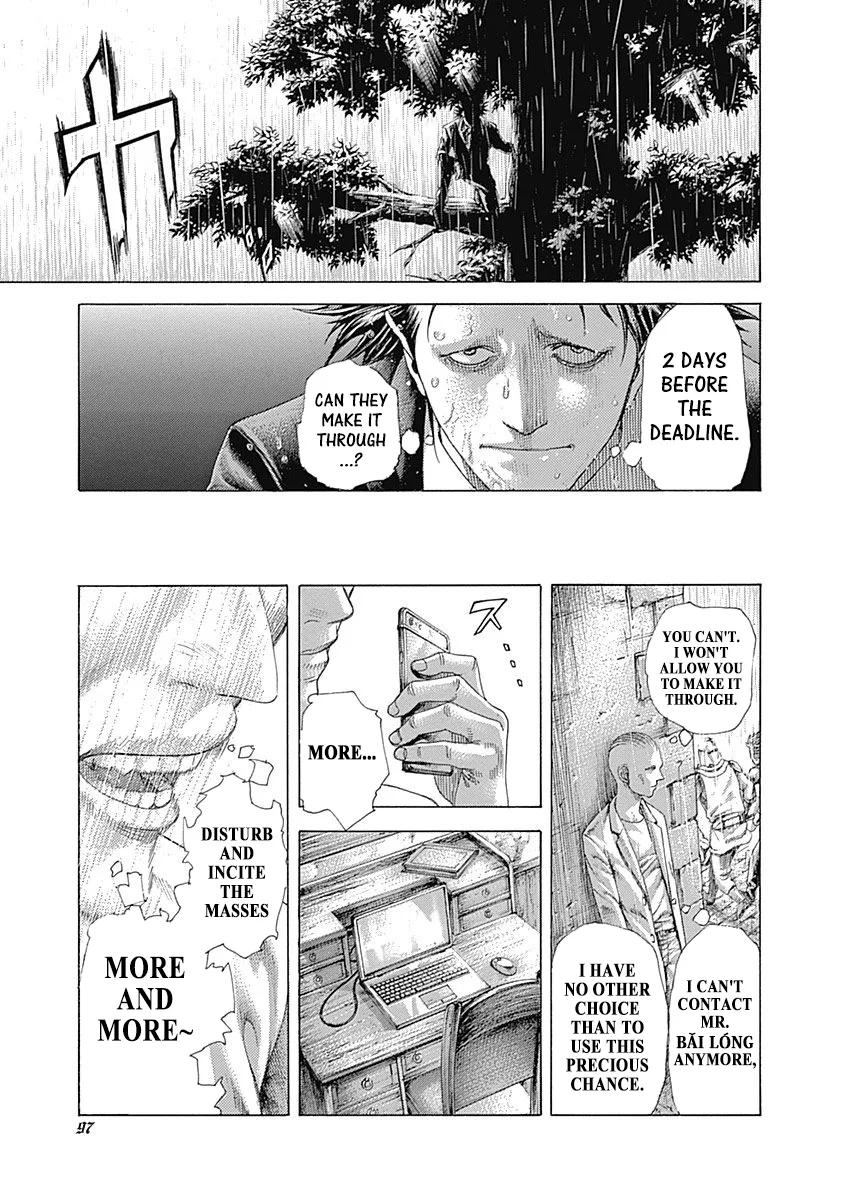 カ
2 DAYS
BEFORE
THE
DEADLINE.
CAN THEY
MAKE IT
THROUGH
...?
YOU CAN'T.
I WON'T
ALLOW YOU
TO MAKE IT
THROUGH.
I CAN'T
CONTACT
MR.
BǍI LÓNG
ANYMORE,
I HAVE
NO OTHER
CHOICE
THAN TO
USE THIS
PRECIOUS
CHANCE.
ス...
MORE...
DISTURB
AND
INCITE
THE
MASSES
MORE
AND
MORE~
97